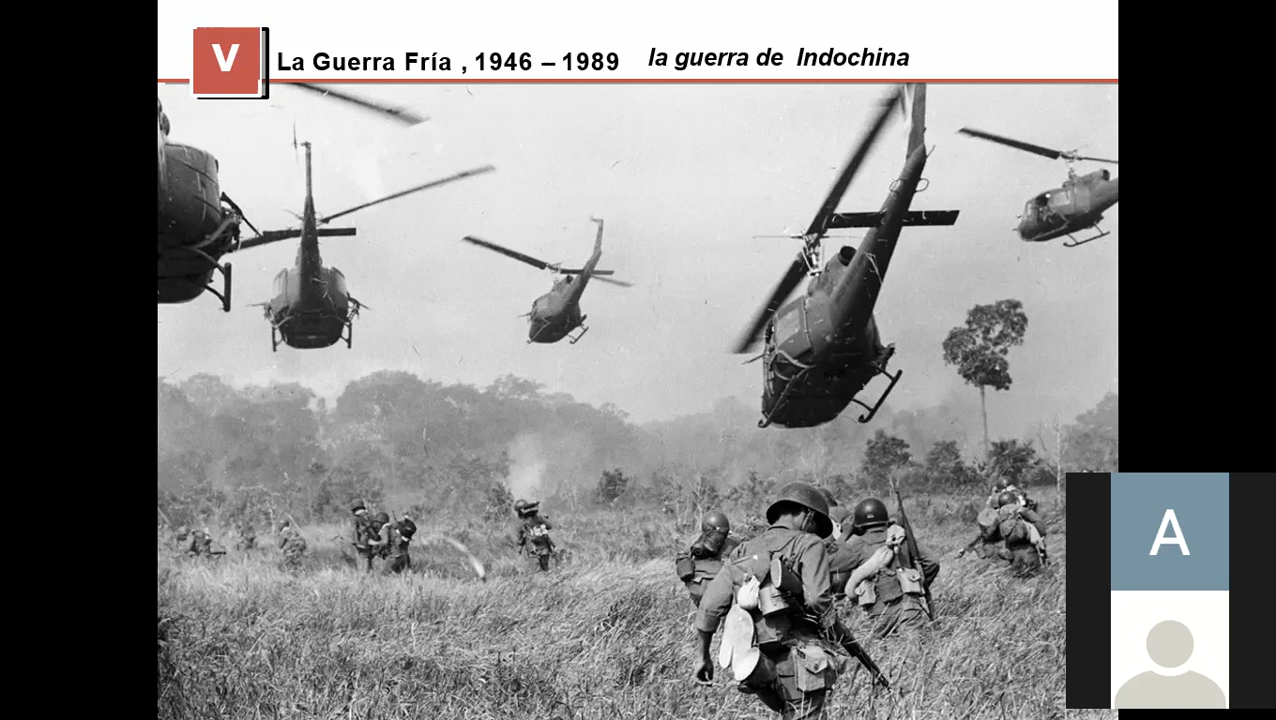 V
La Guerra Fría , 1946 – 1989 la guerra de Indochina
A